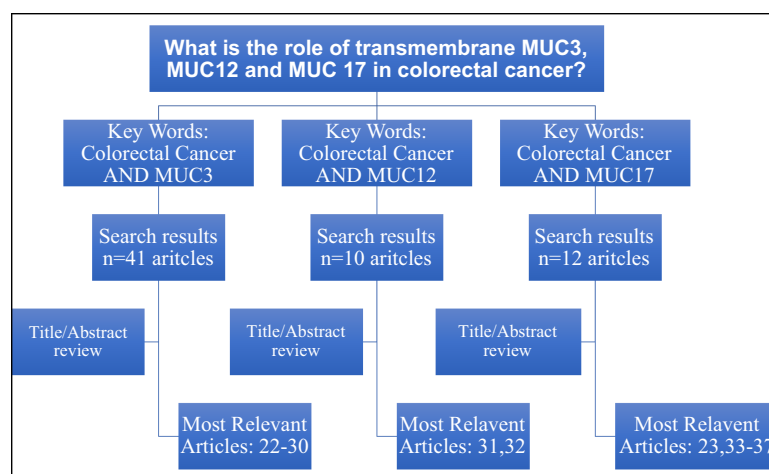 What is the role of transmembrane MUC3,
MUC12 and MUC 17 in colorectal cancer?
Key Words:
Colorectal Cancer
AND MUC3
Key Words:
Colorectal Cancer
AND MUC12
Key Words:
Colorectal Cancer
AND MUC17
Search results
n=41 aritcles
Search results
n=10 aritcles
Search results
n=12 aritcles
Title/Abstract
review
Title/Abstract
review
Title/Abstract
review
Most Relevant
Articles: 22-30
Most Relavent
Articles: 31,32
Most Relavent
Articles: 23,33-37